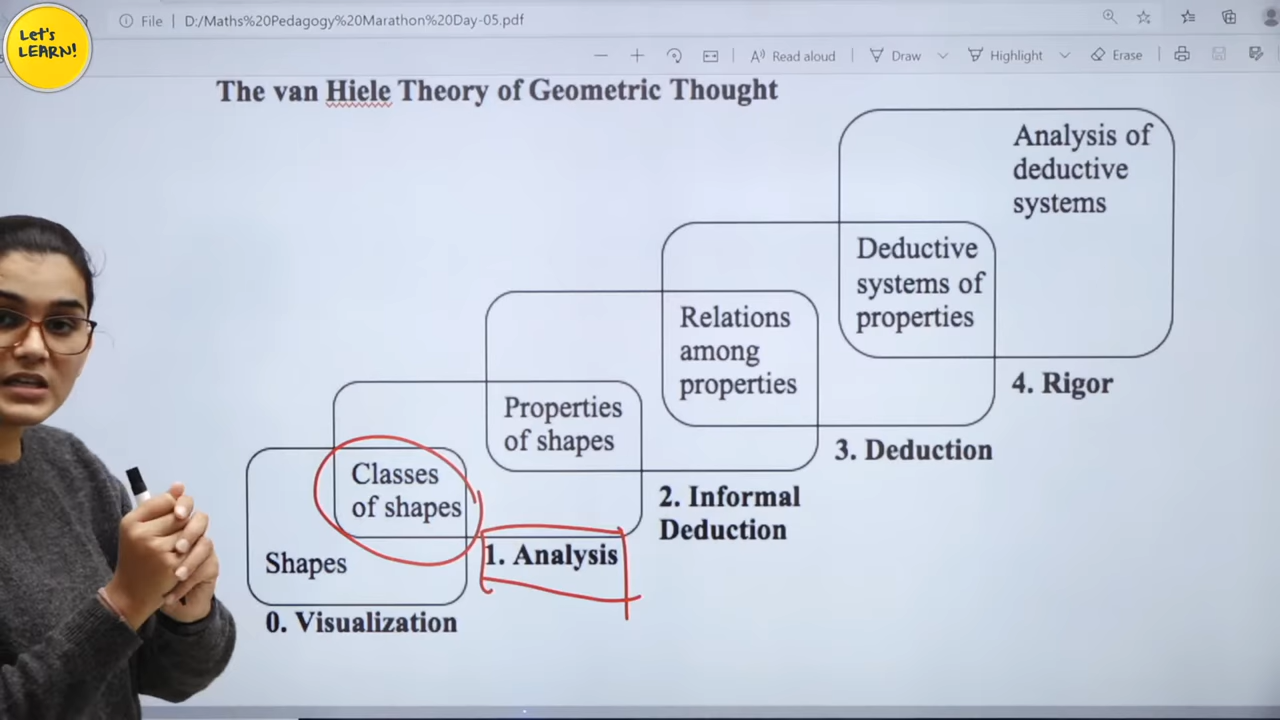 Let's
LEARN!
File | D:/Maths%20Pedagogy%20Marathon%20Day-05.pdf
Read aloud
Draw
Highlight
Erase
The van Hiele Theory of Geometric Thought
Analysis of
deductive
systems
Deductive
systems of
properties
4. Rigor
Relations
among
properties
3. Deduction
Properties
of shapes
2. Informal
Deduction
Classes
of shapes
1. Analysis
Shapes
0. Visualization